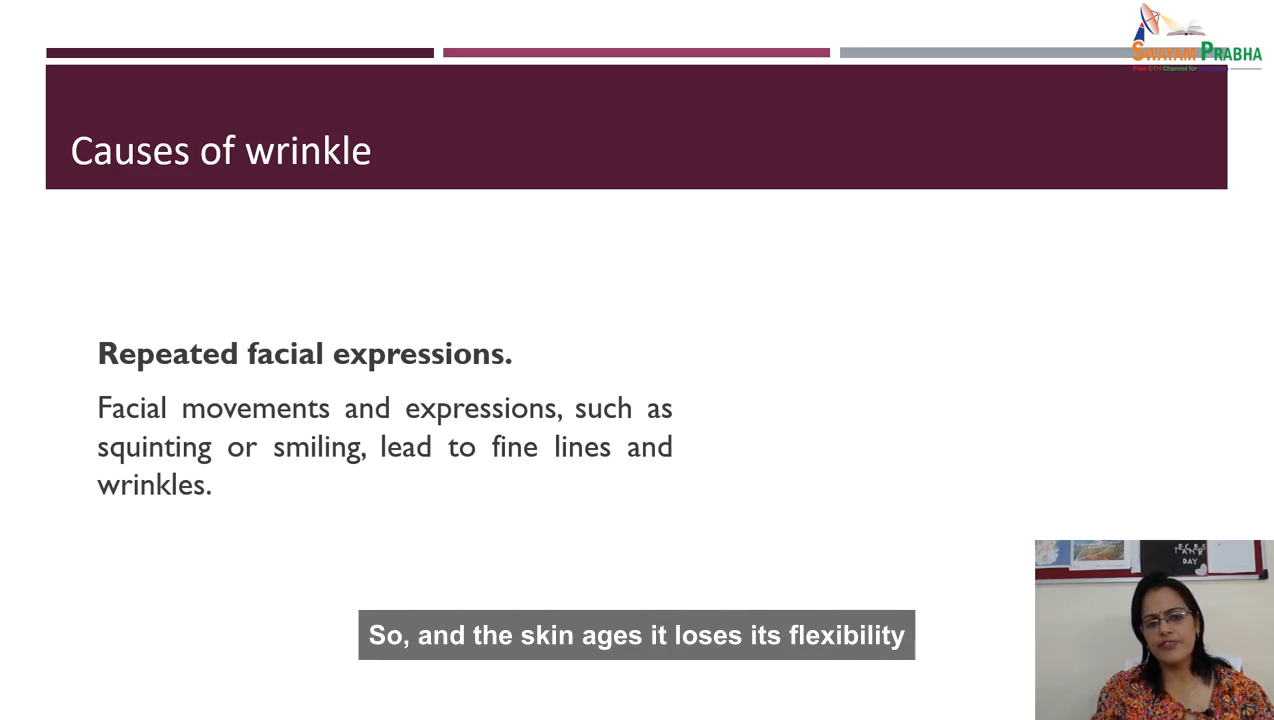 SWAYAM PRABHA
Causes of wrinkle
Repeated facial expressions.
Facial movements and expressions, such as
squinting or smiling, lead to fine lines and
wrinkles.
DAY
So, and the skin ages it loses its flexibility